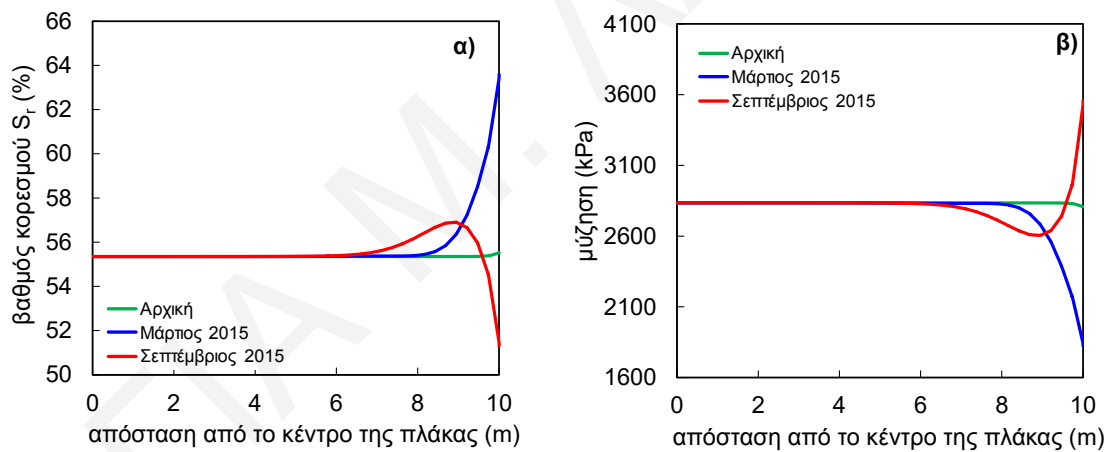 α)
βαθμός κορεσμού Sr (%)
66
64
62
60
58
56
54
52
50
Αρχική
Μάρτιος 2015
Σεπτέμβριος 2015
0 2 4 6 8 10
απόσταση από το κέντρο της πλάκας (m)
β)
μύζηση (kPa)
4100
3600
3100
2600
2100
1600
Αρχική
Μάρτιος 2015
Σεπτέμβριος 2015
0 2 4 6 8 10
απόσταση από το κέντρο της πλάκας (m)